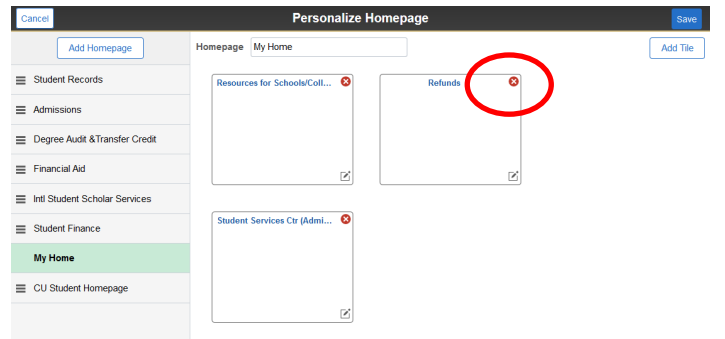 Cancel
Personalize Homepage
Save
Add Homepage
Homepage
My Home
Add Tile
Student Records
Admissions
Degree Audit &Transfer Credit
Financial Aid
Intl Student Scholar Services
Student Finance
My Home
CU Student Homepage
Resources for Schools/Coll...
Refunds
Student Services Ctr (Admi...